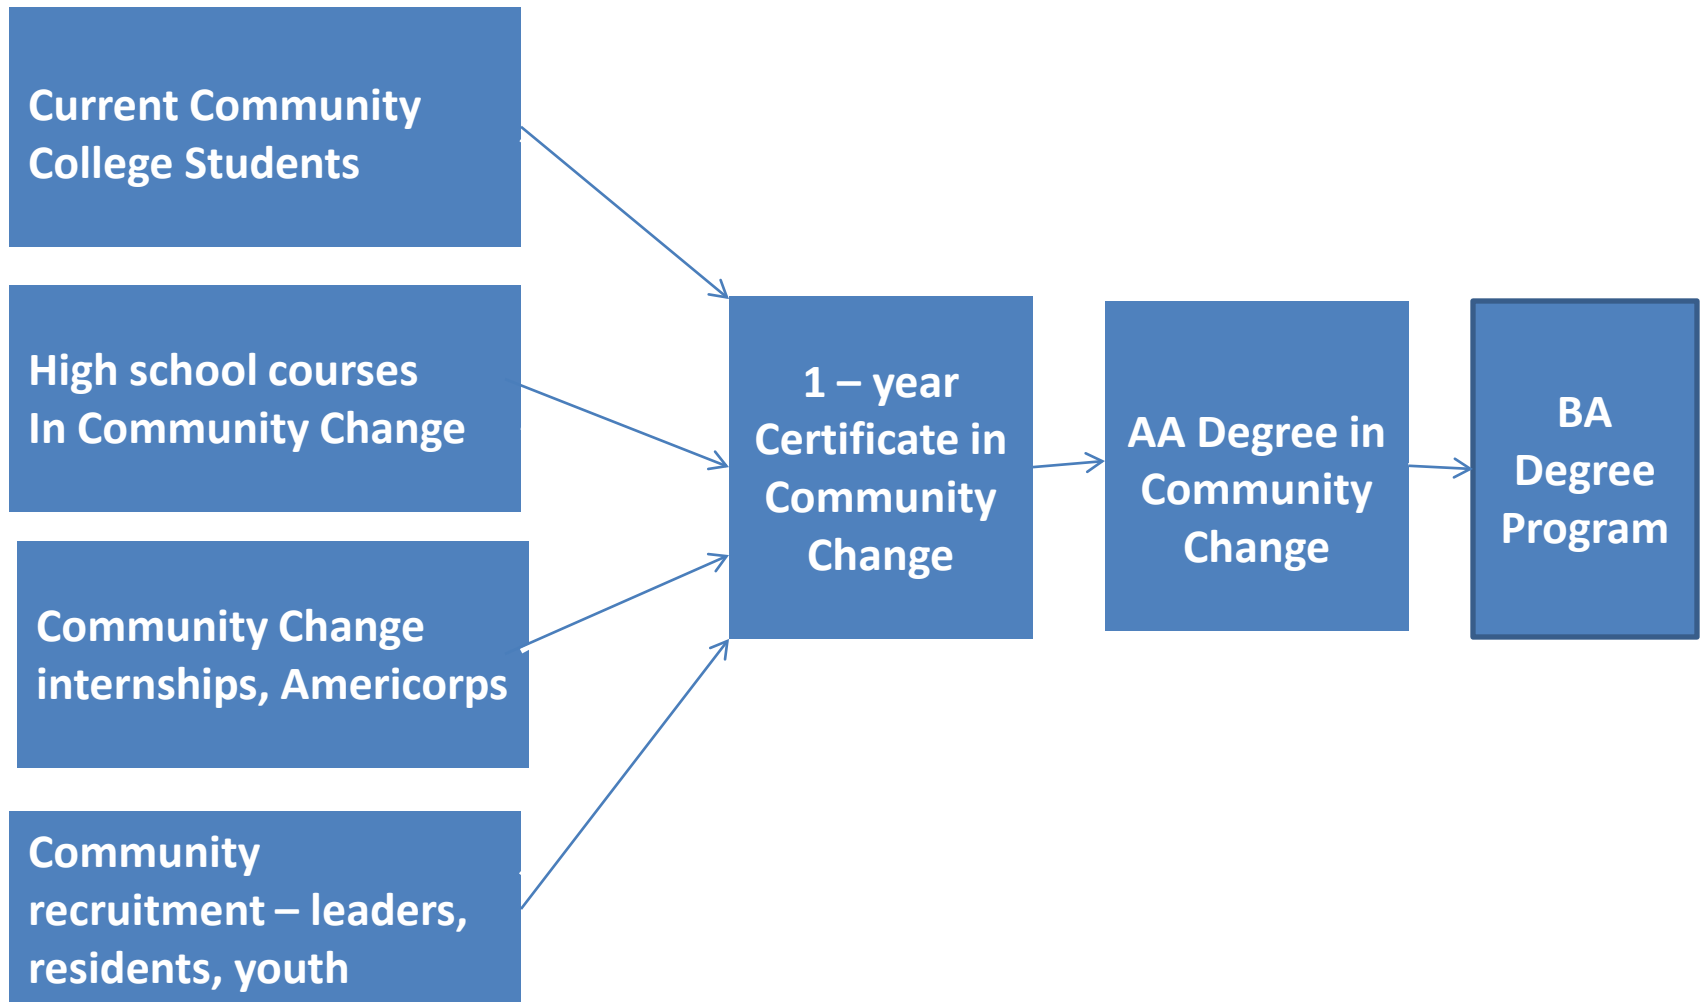 Current Community
College Students
High school courses
In Community Change
Community Change
internships, Americorps
Community
recruitment – leaders,
residents, youth
1 – year
Certificate in
Community
Change
AA Degree in
Community
Change
BA
Degree
Program